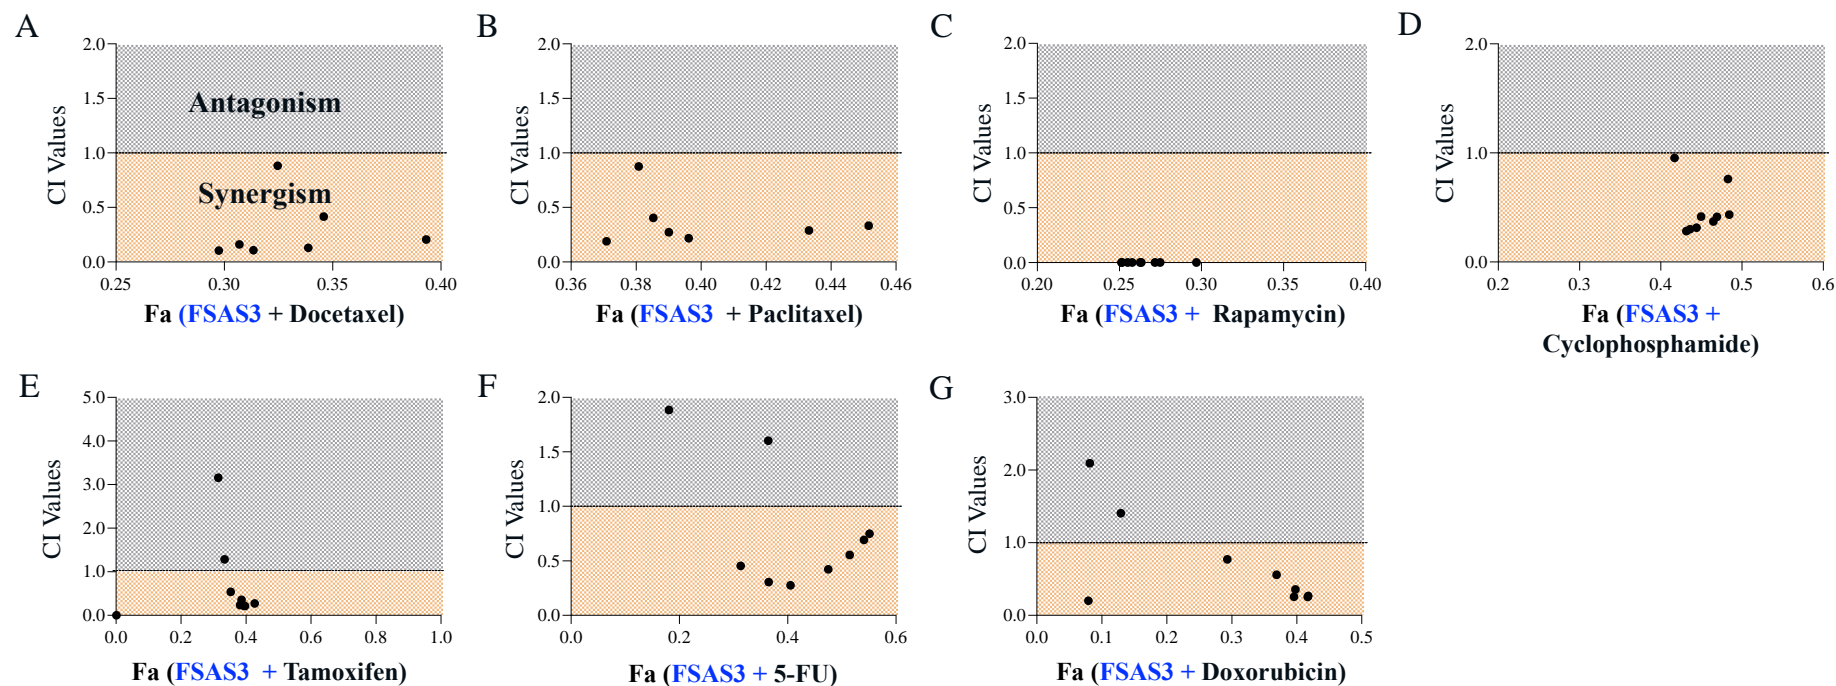 A
2.0
1.5
1.0
0.5
0.0
CI Values
Antagonism
Synergism
0.25 0.30 0.35 0.40
Fa (FSAS3 + Docetaxel)
B
2.0
1.5
1.0
0.5
0.0
CI Values
0.36 0.38 0.40 0.42 0.44 0.46
Fa (FSAS3 + Paclitaxel)
C
2.0
1.5
1.0
0.5
0.0
CI Values
0.20 0.25 0.30 0.35 0.40
Fa (FSAS3 + Rapamycin)
D
2.0
1.0
0.0
CI Values
0.2 0.3 0.4 0.5 0.6
Fa (FSAS3 +
Cyclophosphamide)
E
5.0
4.0
3.0
2.0
1.0
0.0
CI Values
0.0 0.2 0.4 0.6 0.8 1.0
Fa (FSAS3 + Tamoxifen)
F
2.0
1.5
1.0
0.5
0.0
CI Values
0.0 0.2 0.4 0.6
Fa (FSAS3 + 5-FU)
G
3.0
2.0
1.0
0.0
CI Values
0.0 0.1 0.2 0.3 0.4 0.5
Fa (FSAS3 + Doxorubicin)